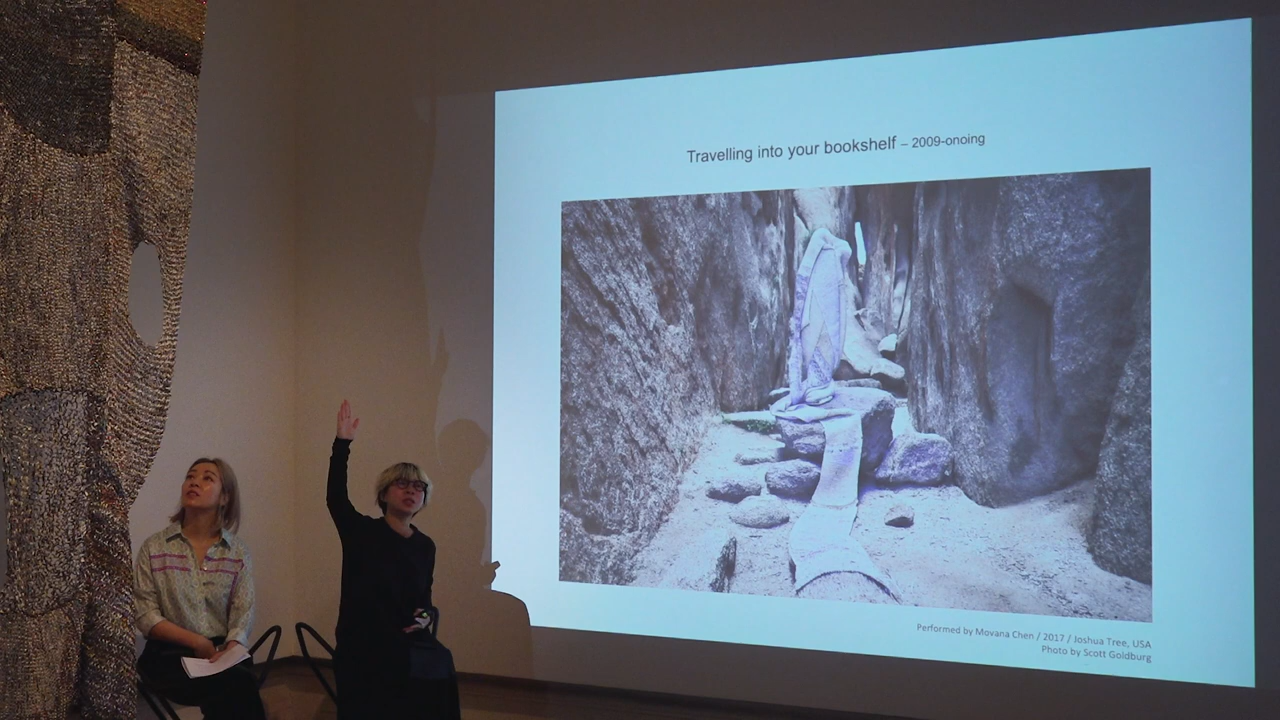 Travelling into your bookshelf – 2009-onoing
Performed by Movana Chen / 2017 / Joshua Tree, USA
Photo by Scott Goldburg